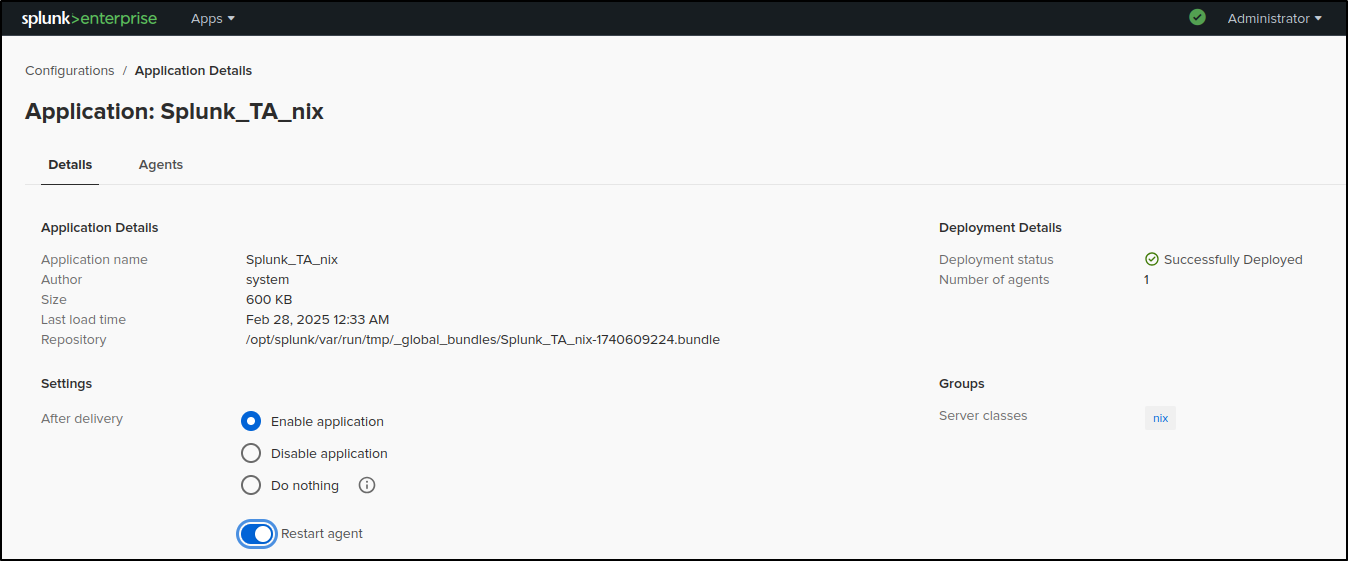 splunk>enterprise Apps Administrator
Configurations / Application Details
Application: Splunk_TA_nix
Details Agents
Application Details
Application name Splunk_TA_nix
Author system
Size 600 KB
Last load time Feb 28, 2025 12:33 AM
Repository /opt/splunk/var/run/tmp/_global_bundles/Splunk_TA_nix-1740609224.bundle
Deployment Details
Deployment status Successfully Deployed
Number of agents 1
Settings
After delivery Enable application
Disable application
Do nothing
Restart agent
Groups
Server classes nix